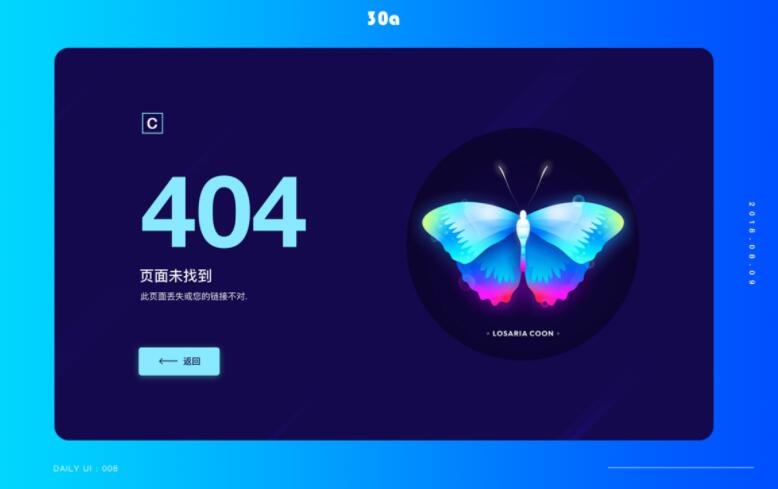 30a
C
404
页面未找到
此页面丢失或您的链接不对.
返回
LOSARIA COON
2018.08.09
DAILY UI : 008